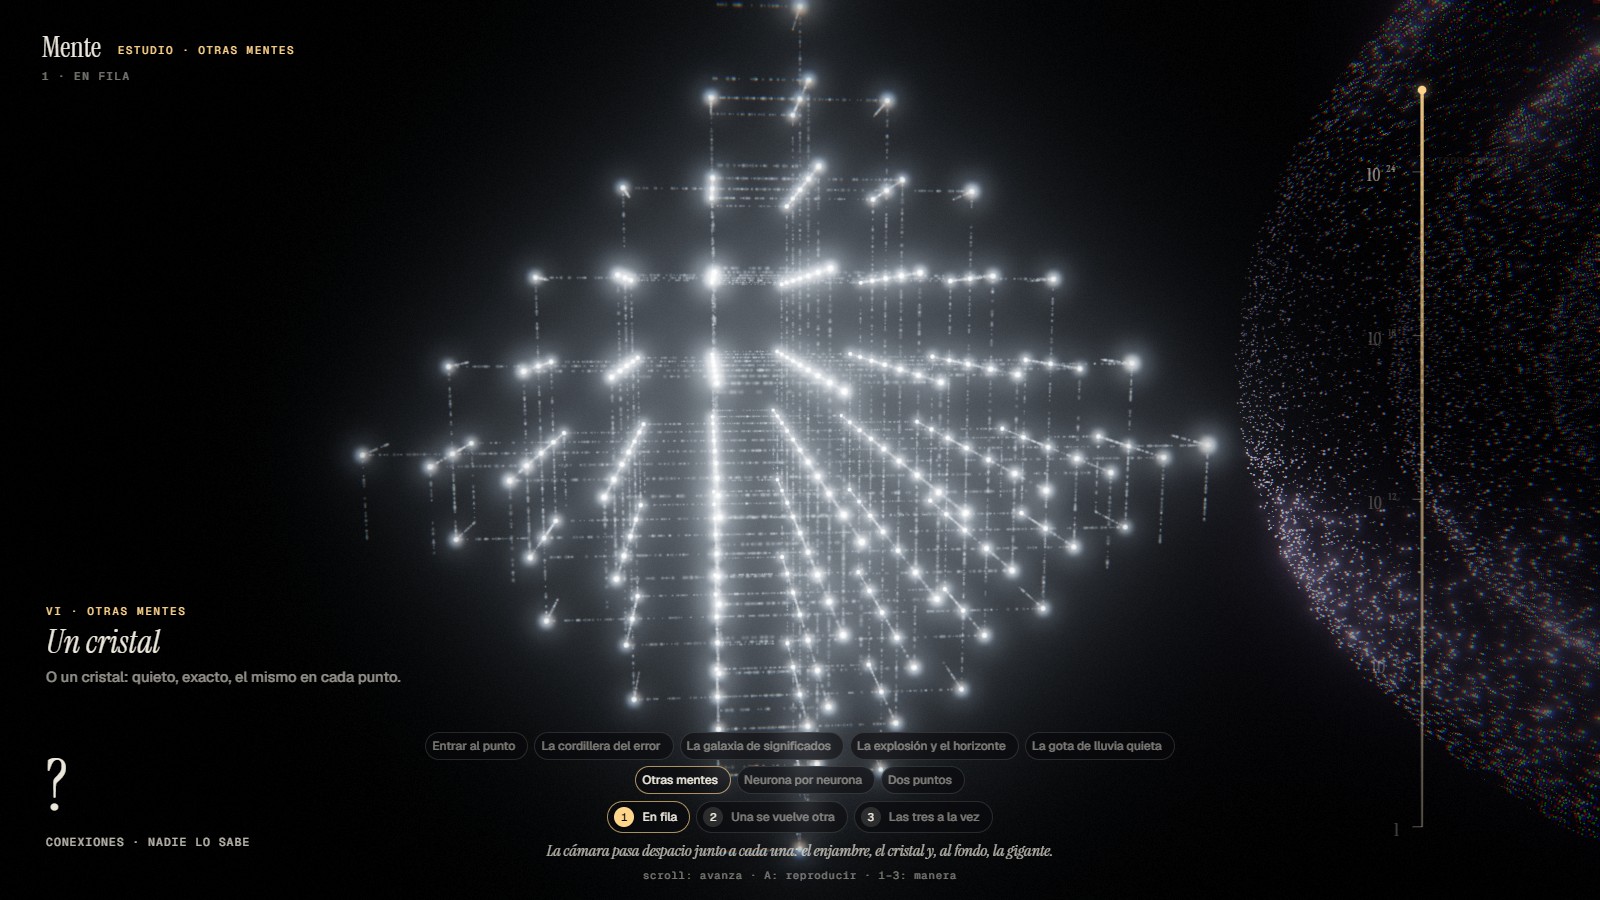 Mente ESTUDIO · OTRAS MENTES
1 · EN FILA
10 24
10
10 12
10
1
VI · OTRAS MENTES
Un cristal
O un cristal: quieto, exacto, el mismo en cada punto.
?
CONEXIONES · NADIE LO SABE
Entrar al punto La cordillera del error La galaxia de significados La explosión y el horizonte La gota de lluvia quieta
Otras mentes Neurona por neurona Dos puntos
1 En fila 2 Una se vuelve otra 3 Las tres a la vez
La cámara pasa despacio junto a cada una: el enjambre, el cristal y, al fondo, la gigante.
scroll: avanza · A: reproducir · 1–3: manera